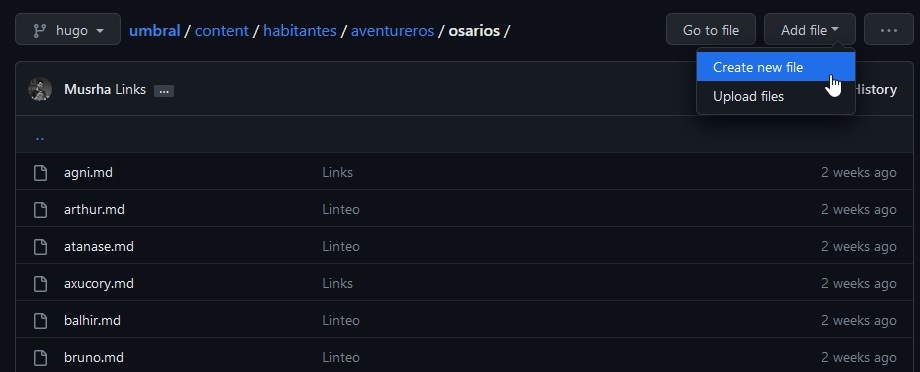 hugo umbral / content / habitantes / aventureros / osarios / Go to file Add file ...
Create new file
Musrha Links ... History
Upload files
..
agni.md Links 2 weeks ago
arthur.md Linteo 2 weeks ago
atanase.md Linteo 2 weeks ago
axucory.md Links 2 weeks ago
balhir.md Linteo 2 weeks ago
bruno.md Linteo 2 weeks ago